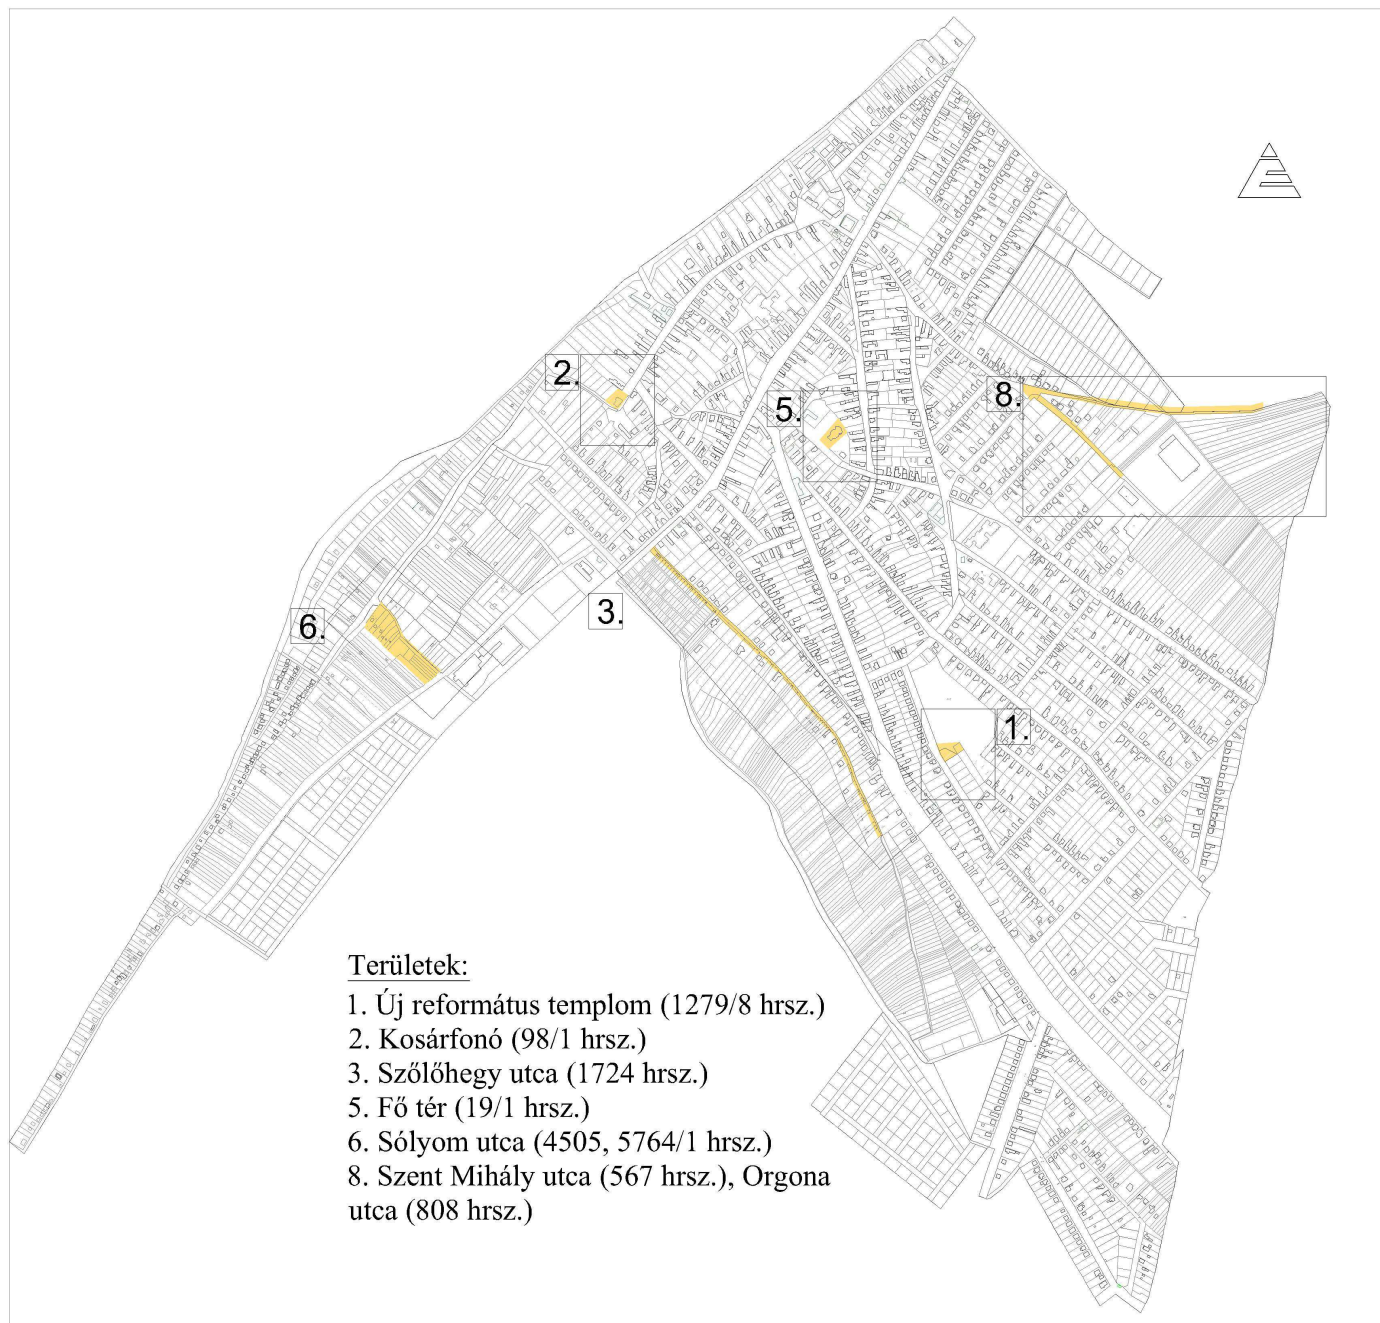 2.
5.
8.
6.
3.
1.
Területek:
1. Új református templom (1279/8 hrsz.)
2. Kosárfonó (98/1 hrsz.)
3. Szőlőhegy utca (1724 hrsz.)
5. Fő tér (19/1 hrsz.)
6. Sólyom utca (4505, 5764/1 hrsz.)
8. Szent Mihály utca (567 hrsz.), Orgona
utca (808 hrsz.)